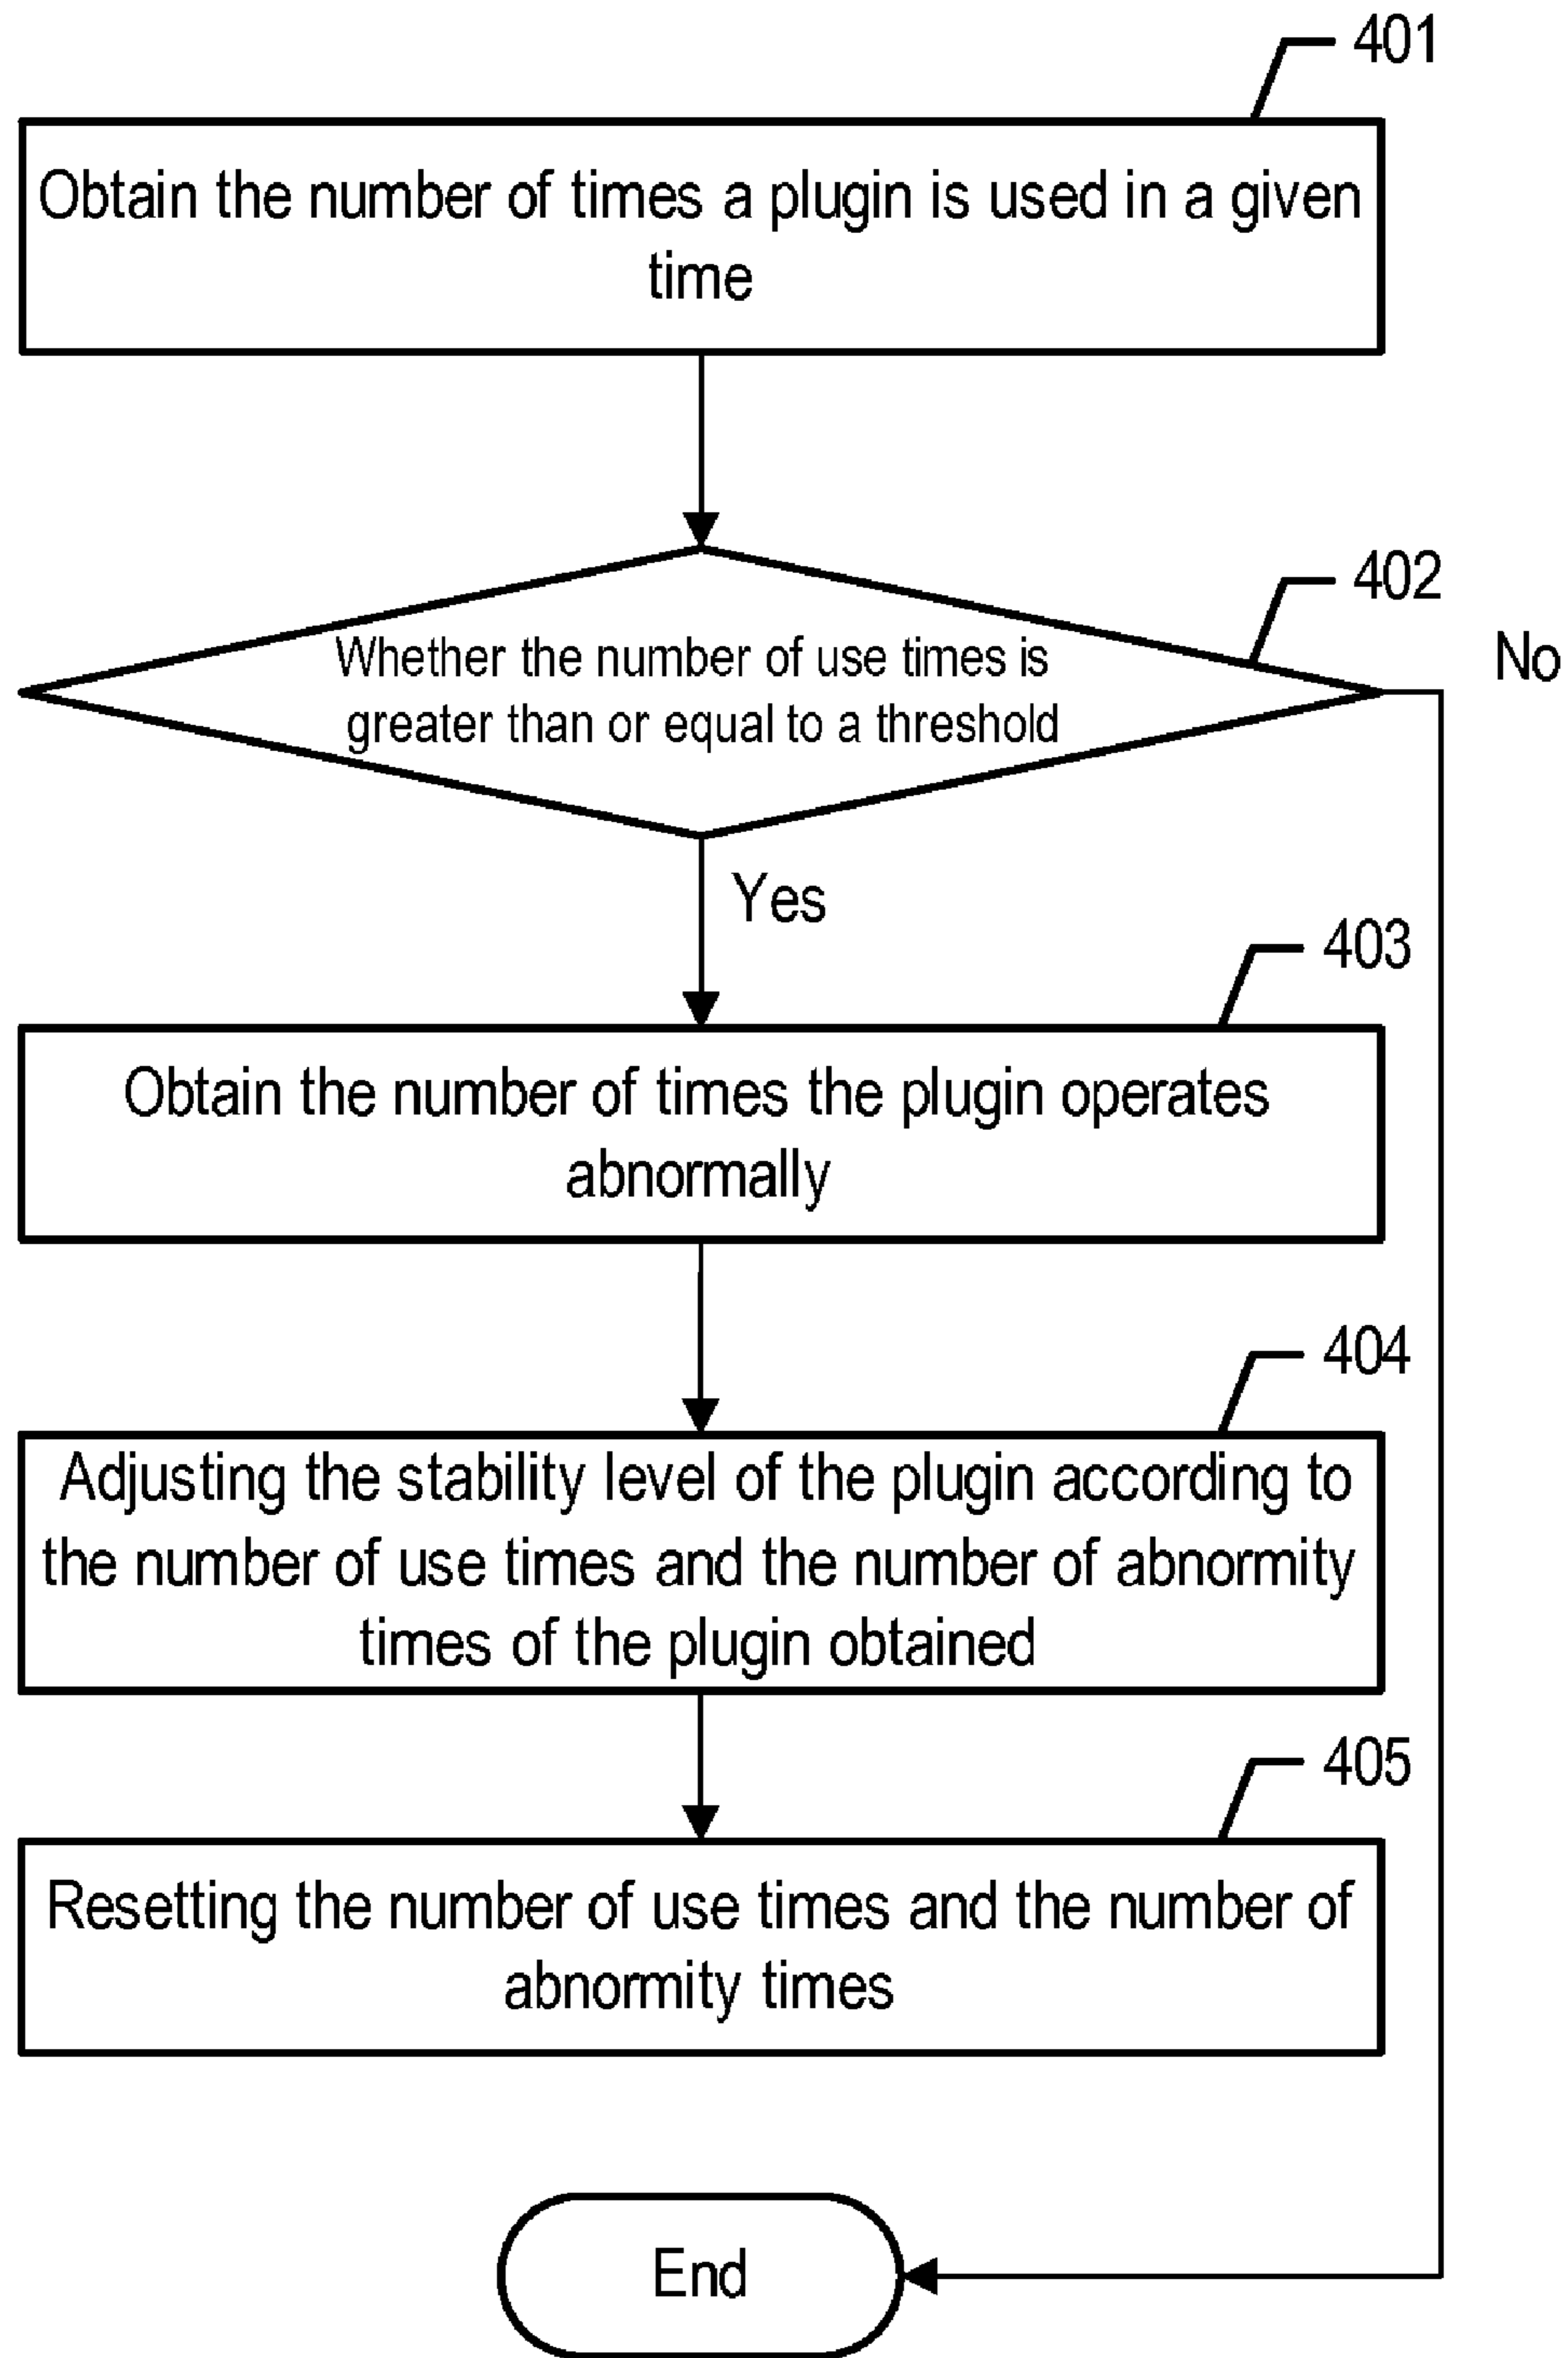 401
Obtain the number of times a plugin is used in a given
time
402
No
Whether the number of use times is
greater than or equal to a threshold
Yes
403
Obtain the number of times the plugin operates
abnormally
404
Adjusting the stability level of the plugin according to
the number of use times and the number of abnormity
times of the plugin obtained
405
Resetting the number of use times and the number of
abnormity times
End